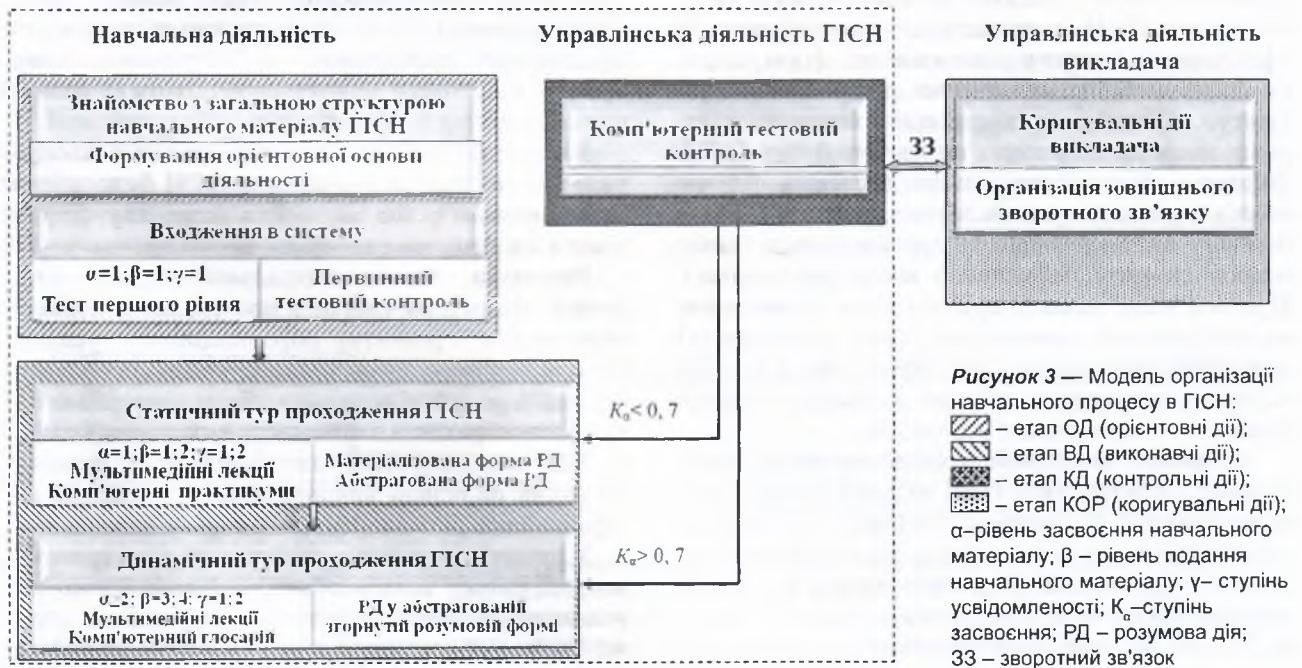 Навчальна діяльність
Знайомство з загальною структурою
навчального матеріалу ГІСН
Формування орієнтовної основи
діяльності
Входження в систему
α=1;β=1;γ=1
Тест першого рівня
Первинний
тестовий контроль
Статичний тур проходження ГІСН
α=1;β=1;2;γ=1;2
Мультимедійні лекції
Комп'ютерні практикуми
Матеріалізована форма РД
Абстрагована форма РД
Динамічний тур проходження ГІСН
α_2; β=3;4; γ=1;2
Мультимедійні лекції
Комп'ютерний глосарій
РД у абстрагованій
згорнутій розумовій формі
Управлінська діяльність ГІСН
Комп'ютерний тестовий
контроль
Kα< 0, 7
Kα> 0, 7
ЗЗ
Управлінська діяльність
викладача
Коригувальні дії
викладача
Організація зовнішнього
зворотного зв'язку
Рисунок 3 — Модель організації
навчального процесу в ГІСН:
– етап ОД (орієнтовні дії);
– етап ВД (виконавчі дії);
– етап КД (контрольні дії);
– етап КОР (коригувальні дії);
α–рівень засвоєння навчального
матеріалу; β – рівень подання
навчального матеріалу; γ– ступінь
усвідомленості; Kα–ступінь
засвоєння; РД – розумова дія;
ЗЗ – зворотний зв'язок